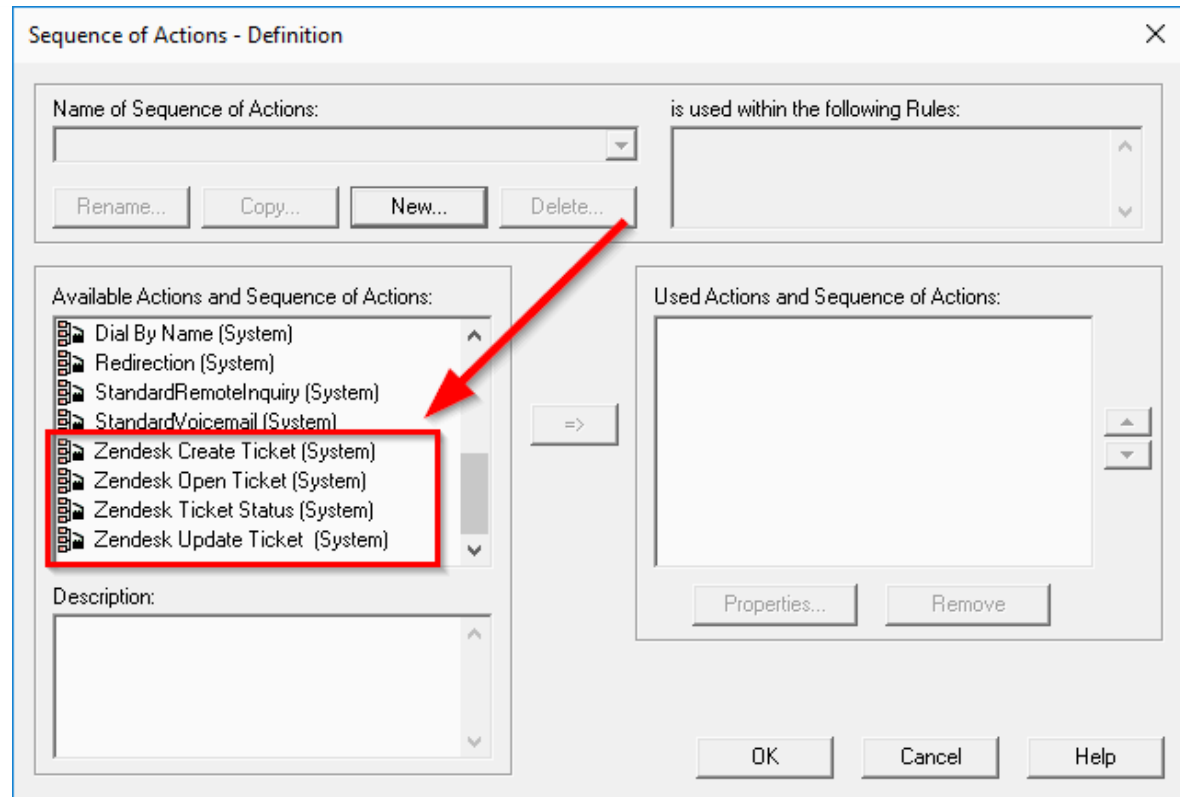 Sequence of Actions - Definition
Name of Sequence of Actions:
is used within the following Rules:
Rename...
Copy...
New...
Delete...
Available Actions and Sequence of Actions:
Used Actions and Sequence of Actions:
Dial By Name (System)
Redirection (System)
StandardRemoteInquiry (System)
StandardVoicemail (System)
=>
Zendesk Create Ticket (System)
Zendesk Open Ticket (System)
Zendesk Ticket Status (System)
Zendesk Update Ticket (System)
Description:
Properties...
Remove
OK
Cancel
Help